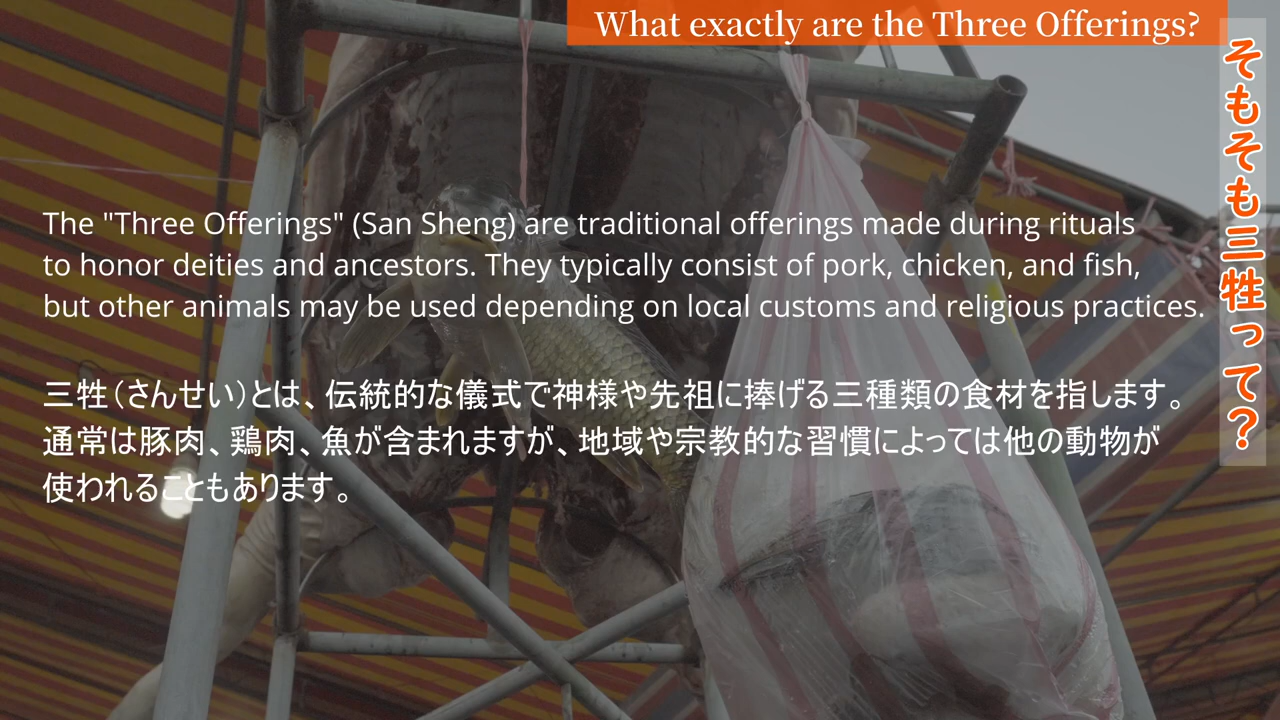 What exactly are the Three Offerings?
そもそも三牲って？
The "Three Offerings" (San Sheng) are traditional offerings made during rituals
to honor deities and ancestors. They typically consist of pork, chicken, and fish,
but other animals may be used depending on local customs and religious practices.
三牲（さんせい）とは、伝統的な儀式で神様や先祖に捧げる三種類の食材を指します。
通常は豚肉、鶏肉、魚が含まれますが、地域や宗教的な習慣によっては他の動物が
使われることもあります。